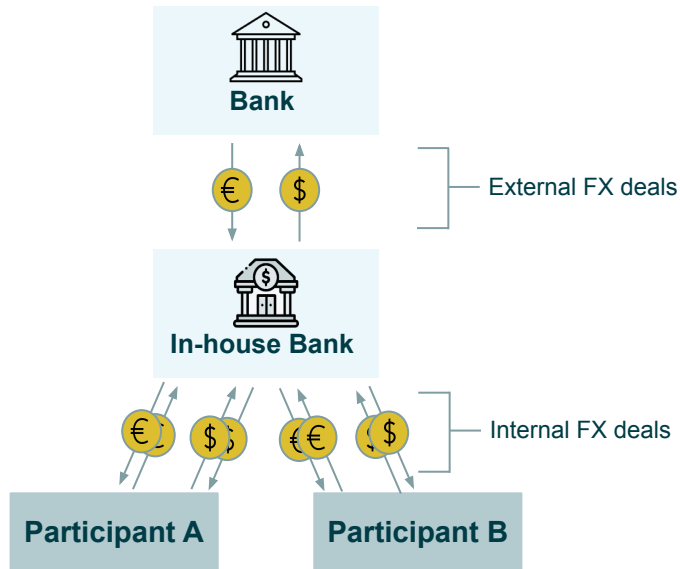 Bank
€ $
External FX deals
$
In-house Bank
€ € $ $ € € $ $
Internal FX deals
Participant A
Participant B